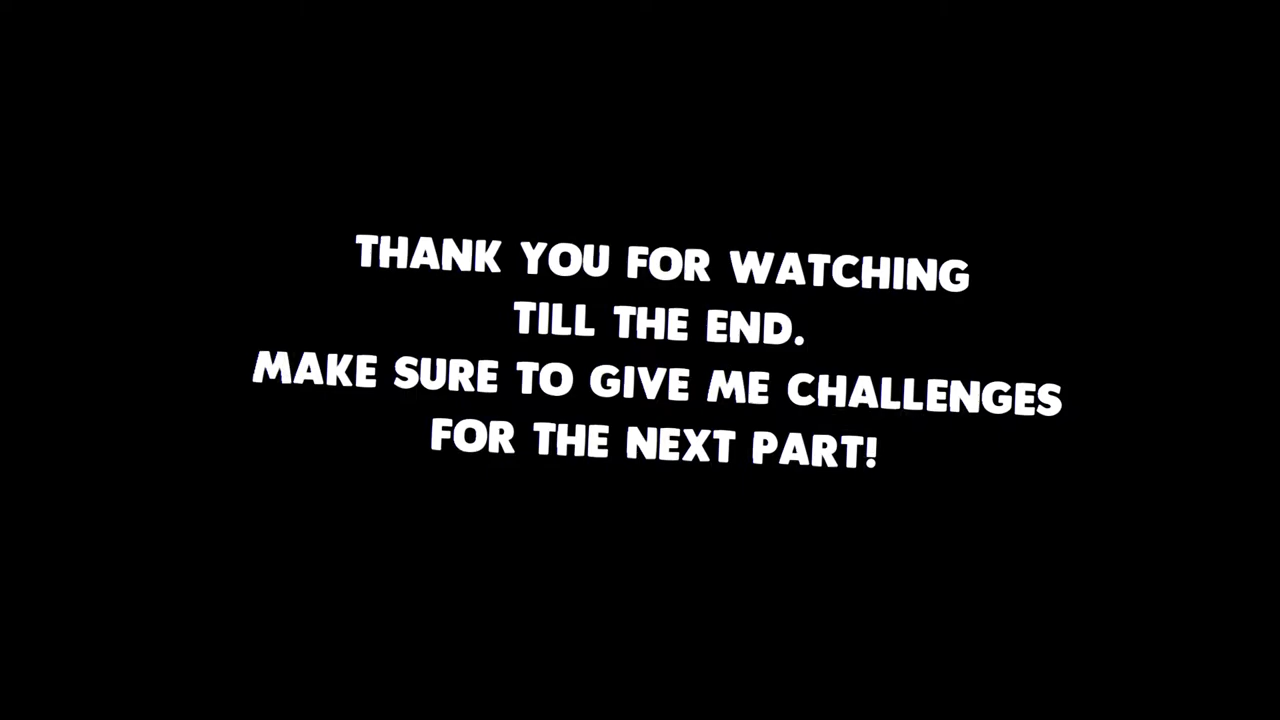 THANK YOU FOR WATCHING
TILL THE END.
MAKE SURE TO GIVE ME CHALLENGES
FOR THE NEXT PART!